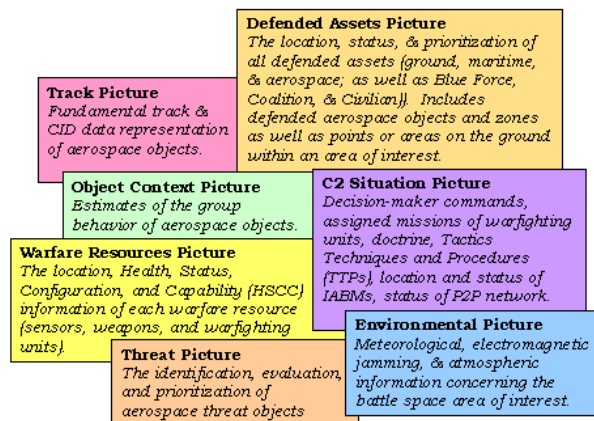 Defended Assets Picture
The location, status, & prioritization of
all defended assets (ground, maritime,
& aerospace; as well as Blue Force,
Coalition, & Civilian)). Includes
defended aerospace objects and zones
as well as points or areas on the ground
within an area of interest.
Track Picture
Fundamental track &
CID data representation
of aerospace objects.
Object Context Picture
Estimates of the group
behavior of aerospace objects.
C2 Situation Picture
Decision-maker commands,
assigned missions of warfighting
units, doctrine, Tactics
Techniques and Procedures
(TTPs), location and status of
IABMs, status of P2P network.
Warfare Resources Picture
The location, Health, Status,
Configuration, and Capability (HSCC)
information of each warfare resource
(sensors, weapons, and warfighting
units).
Environmental Picture
Meteorological, electromagnetic
jamming, & atmospheric
information concerning the
battle space area of interest.
Threat Picture
The identification, evaluation,
and prioritization of
aerospace threat objects